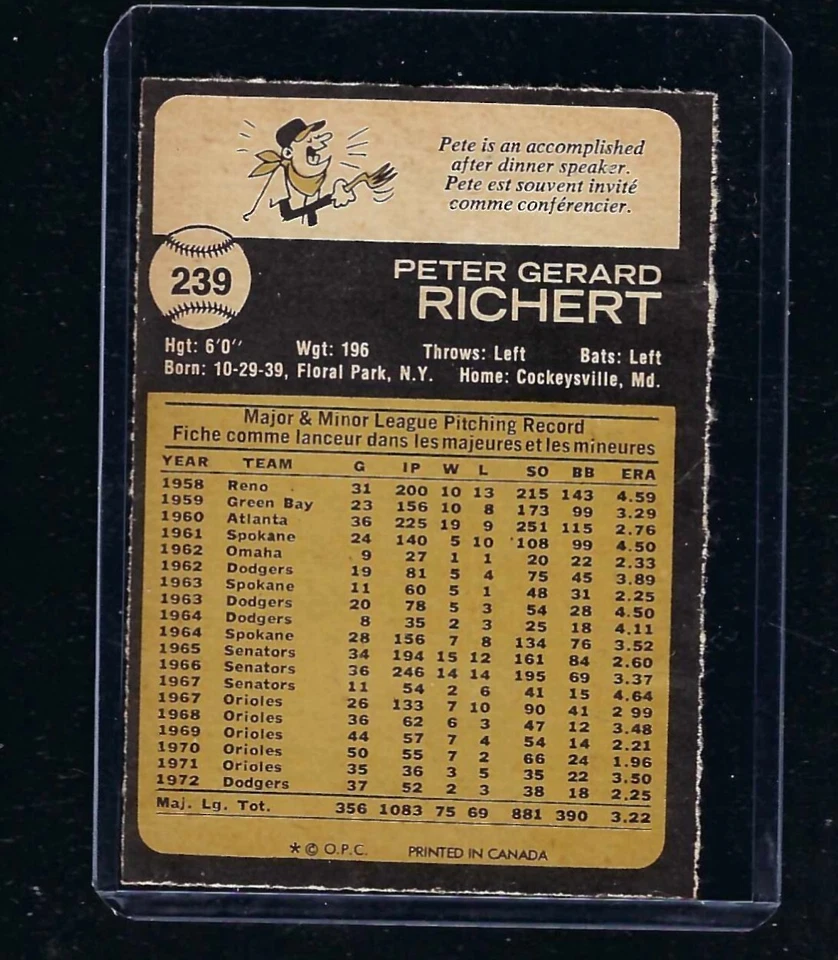 Pete is an accomplished
after dinner speaker.
Pete est souvent invité
comme conférencier.
239
PETER GERARD
RICHERT
Hgt: 6'0" Wgt: 196 Throws: Left Bats: Left
Born: 10-29-39, Floral Park, N.Y. Home: Cockeysville, Md.
Major & Minor League Pitching Record
Fiche comme lanceur dans les majeures et les mineures
YEAR TEAM G IP W L SO BB ERA
1958 Reno 31 200 10 13 215 143 4.59
1959 Green Bay 23 156 10 8 173 99 3.29
1960 Atlanta 36 225 19 9 251 115 2.76
1961 Spokane 24 140 5 10 108 99 4.50
1962 Omaha 9 27 1 1 20 22 2.33
1962 Dodgers 19 81 5 4 75 45 3.89
1963 Spokane 11 60 5 1 48 31 2.25
1963 Dodgers 20 78 5 3 54 28 4.50
1964 Dodgers 8 35 2 3 25 18 4.11
1964 Spokane 28 156 7 8 134 76 3.52
1965 Senators 34 194 15 12 161 84 2.60
1966 Senators 36 246 14 14 195 69 3.37
1967 Senators 11 54 2 6 41 15 4.64
1967 Orioles 26 133 7 10 90 41 2 99
1968 Orioles 36 62 6 3 47 12 3.48
1969 Orioles 44 57 7 4 54 14 2.21
1970 Orioles 50 55 7 2 66 24 1.96
1971 Orioles 35 36 3 5 35 22 3.50
1972 Dodgers 37 52 2 3 38 18 2.25
Maj. Lg. Tot. 356 1083 75 69 881 390 3.22
* © O.P.C. PRINTED IN CANADA